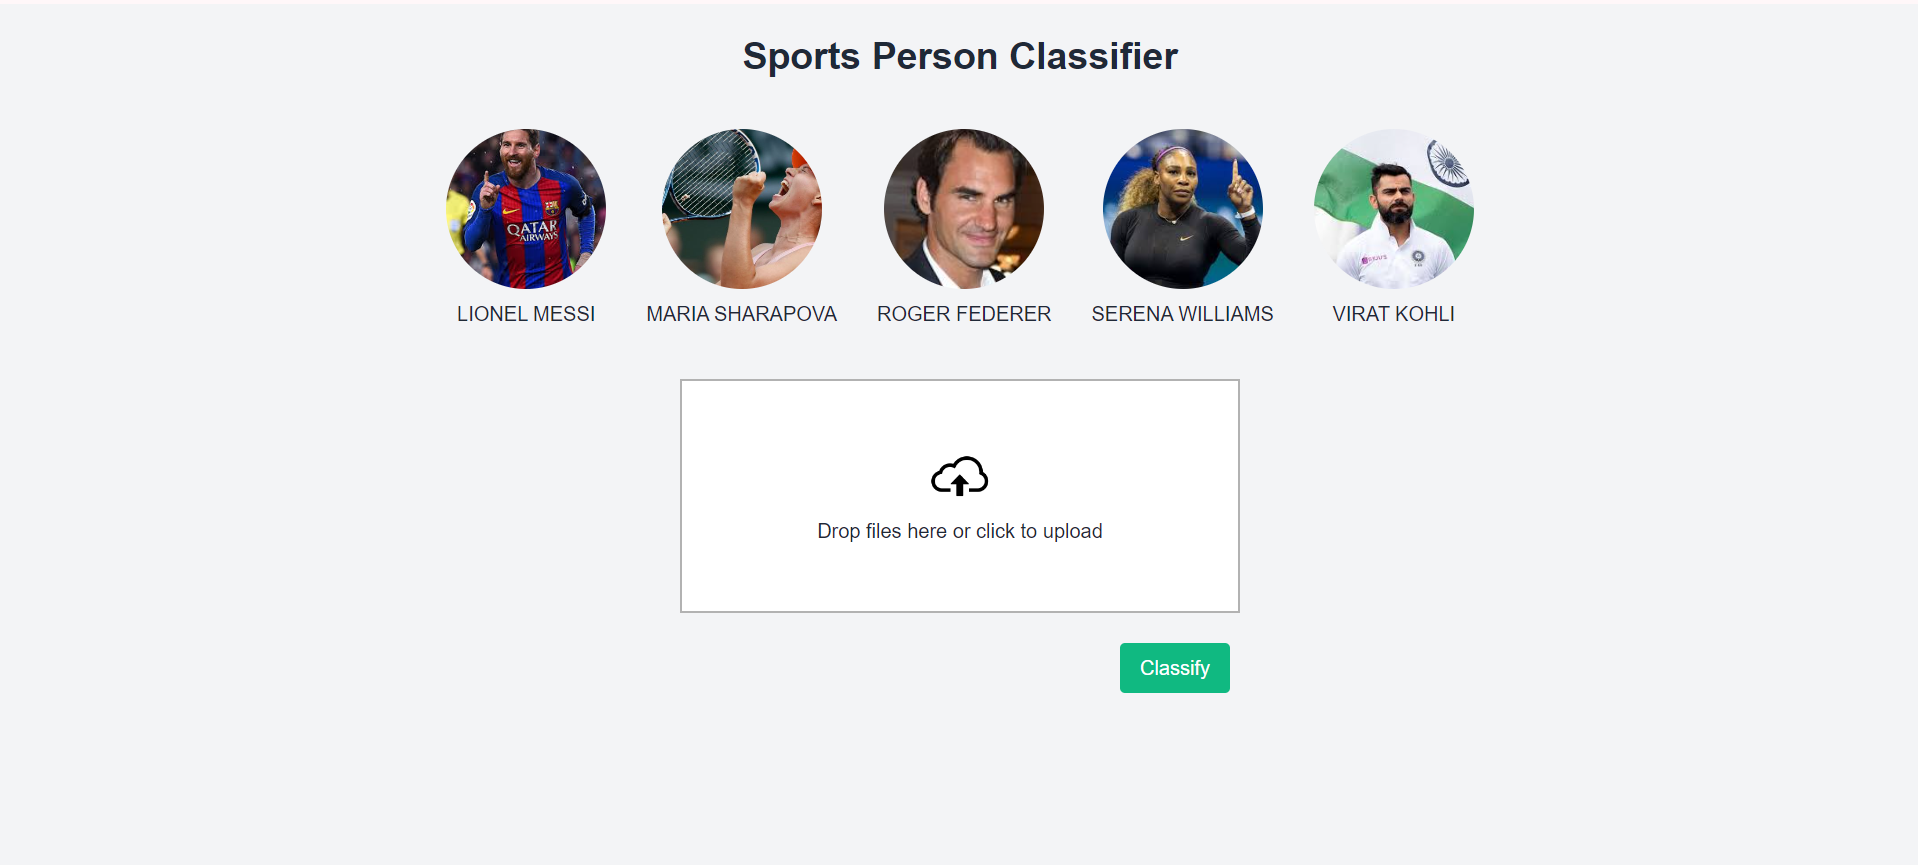 Sports Person Classifier
QATAR
AIRWAYS
LIONEL MESSI
MARIA SHARAPOVA
ROGER FEDERER
SERENA WILLIAMS
VIRAT KOHLI
Drop files here or click to upload
Classify